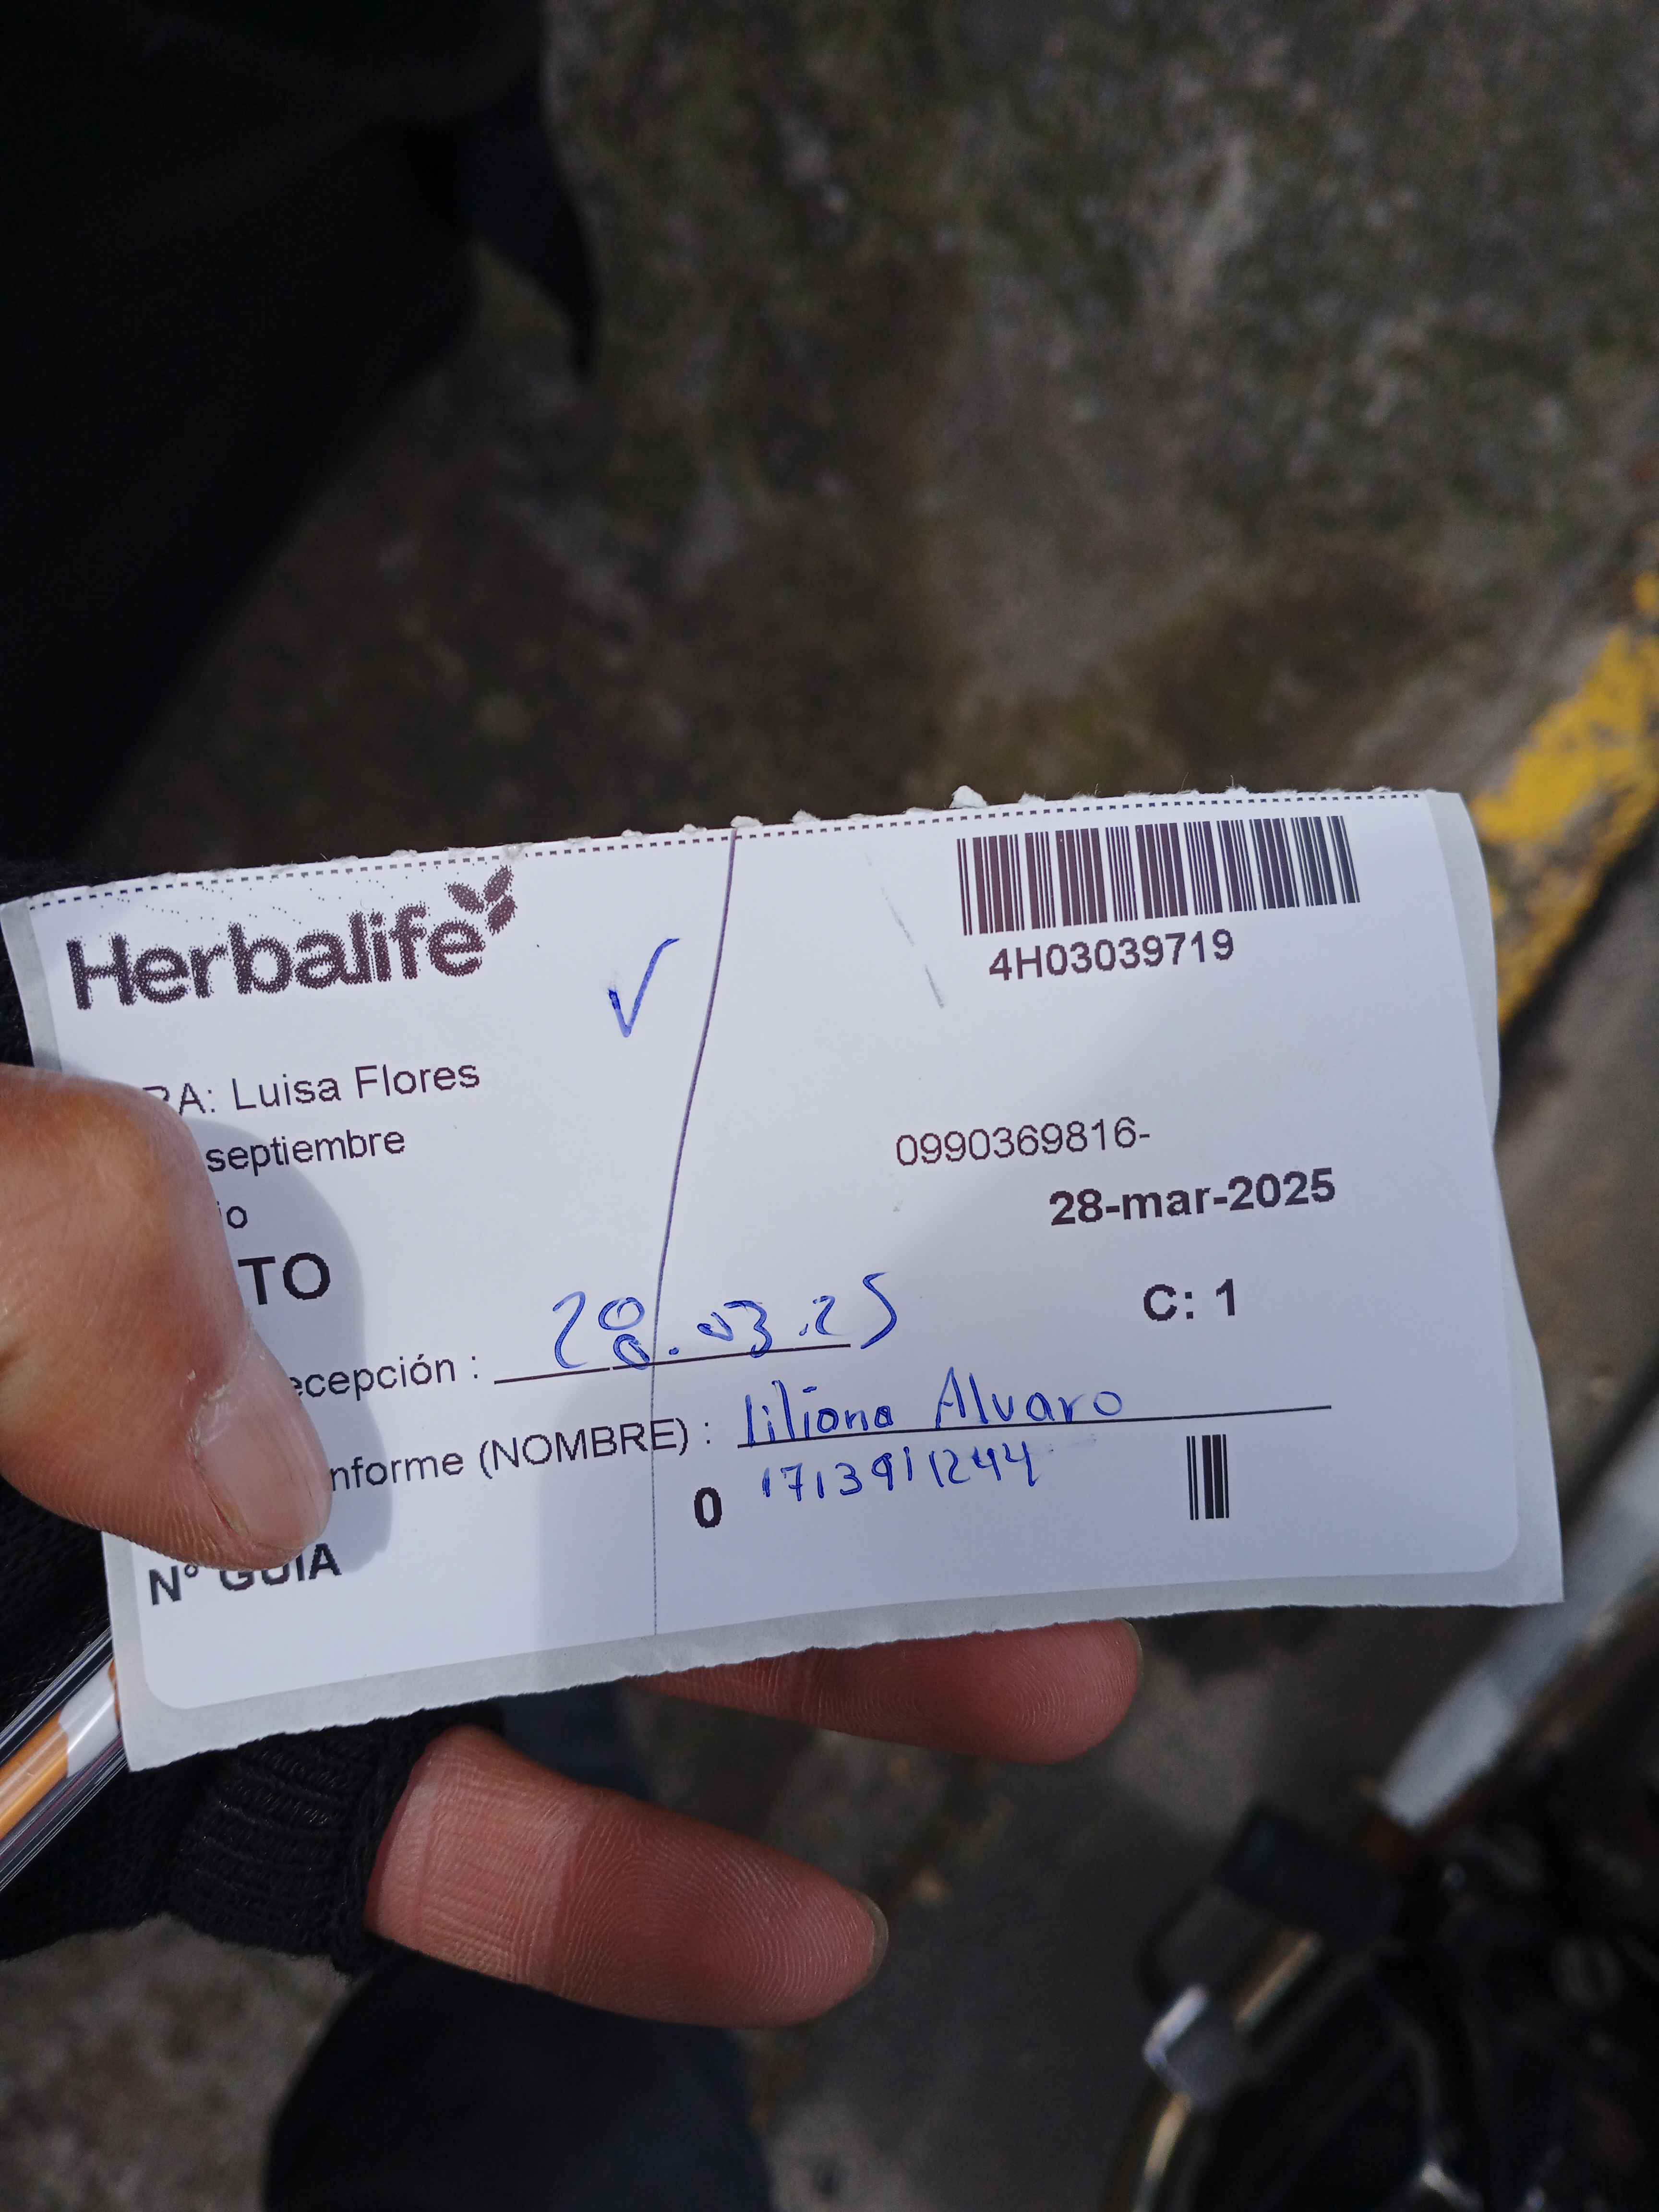 Herbalife
4H03039719
RA: Luisa Flores
septiembre
0990369816-
io
28-mar-2025
TO
C: 1
ecepción : 28.03.25
nforme (NOMBRE) : liliana Alvaro
0 1713911244
N° GUIA